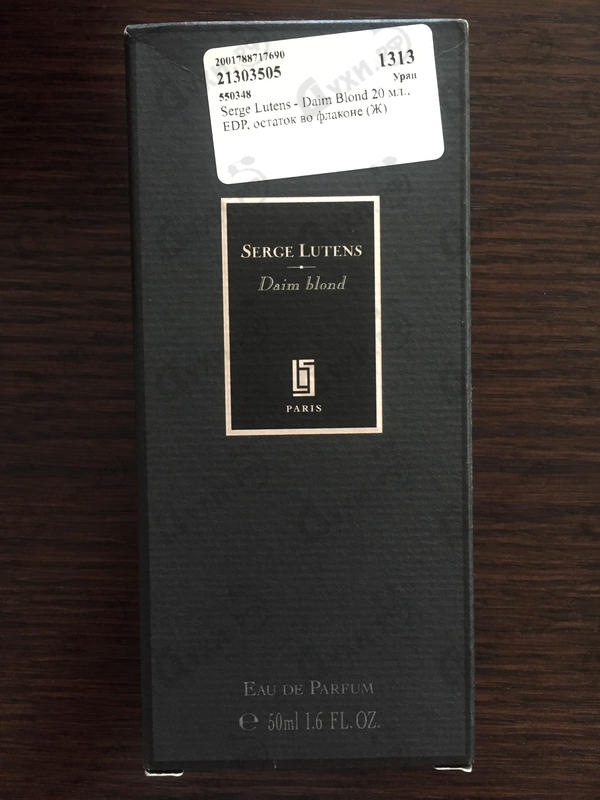 2001788717690
21303505 1313
550348 Уран
Serge Lutens - Daim Blond 20 мл.,
EDP, остаток во флаконе (Ж)
SERGE LUTENS
Daim blond
PARIS
EAU DE PARFUM
℮ 50ml 1.6 FL.OZ.